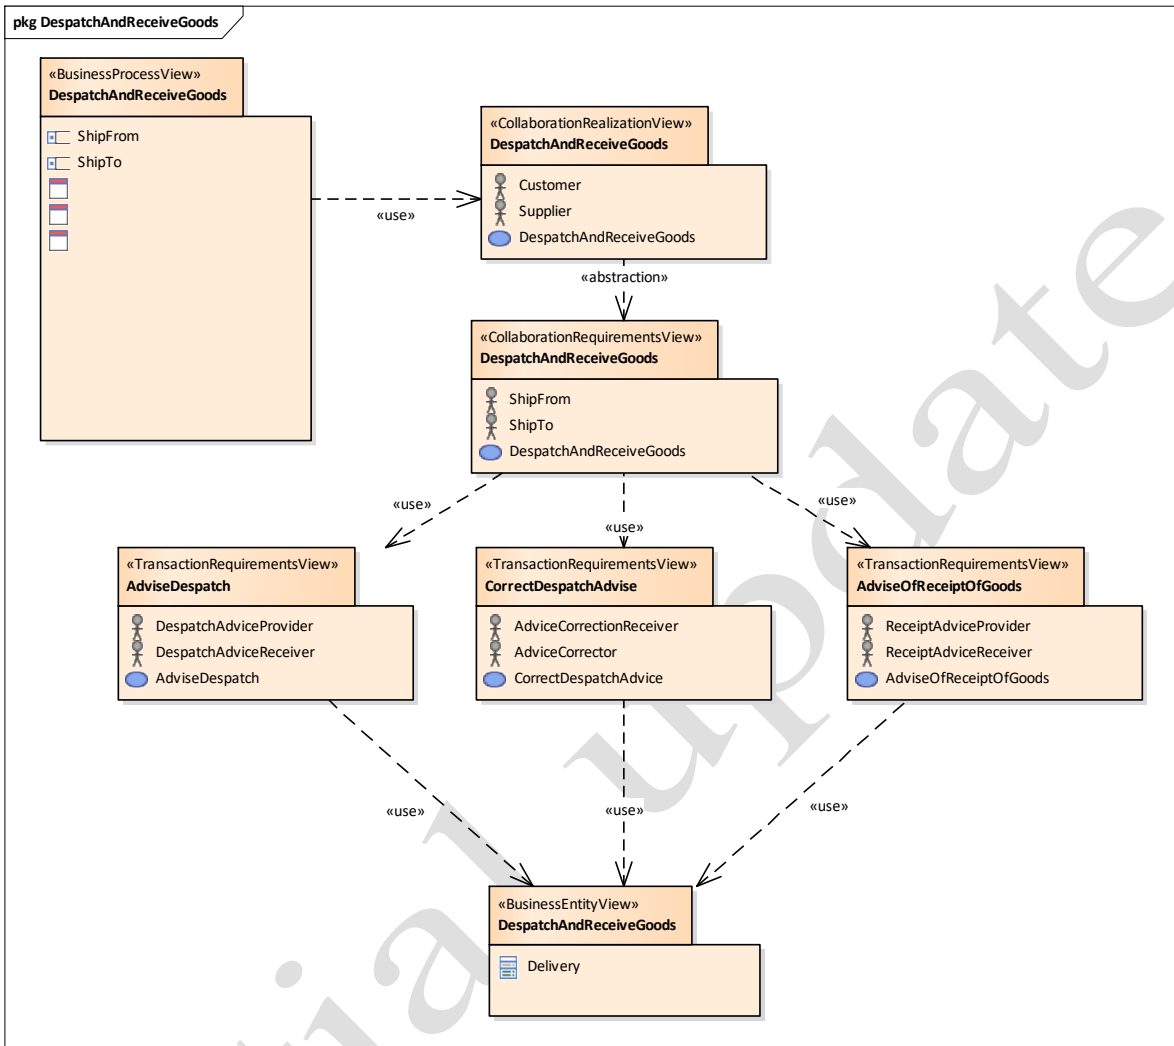 pkg DespatchAndReceiveGoods
«BusinessProcessView»
DespatchAndReceiveGoods
ShipFrom
ShipTo
«use»
«CollaborationRealizationView»
DespatchAndReceiveGoods
Customer
Supplier
DespatchAndReceiveGoods
«abstraction»
«CollaborationRequirementsView»
DespatchAndReceiveGoods
ShipFrom
ShipTo
DespatchAndReceiveGoods
«use»
«use»
«use»
«TransactionRequirementsView»
AdviseDespatch
DespatchAdviceProvider
DespatchAdviceReceiver
AdviseDespatch
«TransactionRequirementsView»
CorrectDespatchAdvise
AdviceCorrectionReceiver
AdviceCorrector
CorrectDespatchAdvice
«TransactionRequirementsView»
AdviseOfReceiptOfGoods
ReceiptAdviceProvider
ReceiptAdviceReceiver
AdviseOfReceiptOfGoods
«use»
«use»
«use»
«BusinessEntityView»
DespatchAndReceiveGoods
Delivery
tial update